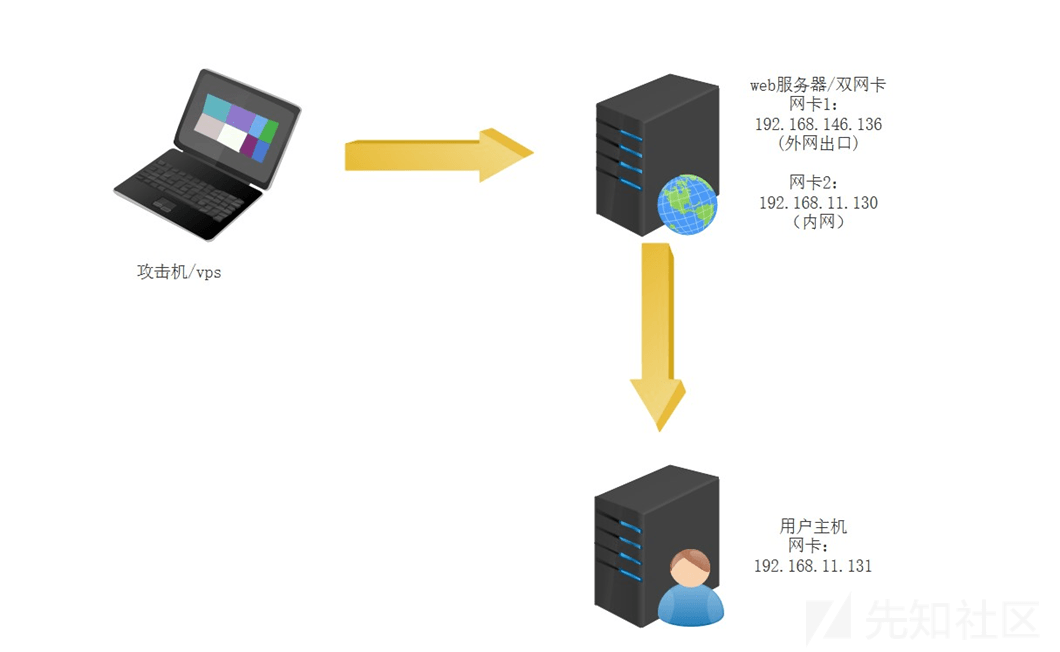 web服务器/双网卡
网卡1：
192.168.146.136
(外网出口)
网卡2：
192.168.11.130
（内网）
攻击机/vps
用户主机
网卡：
192.168.11.131
先知社区